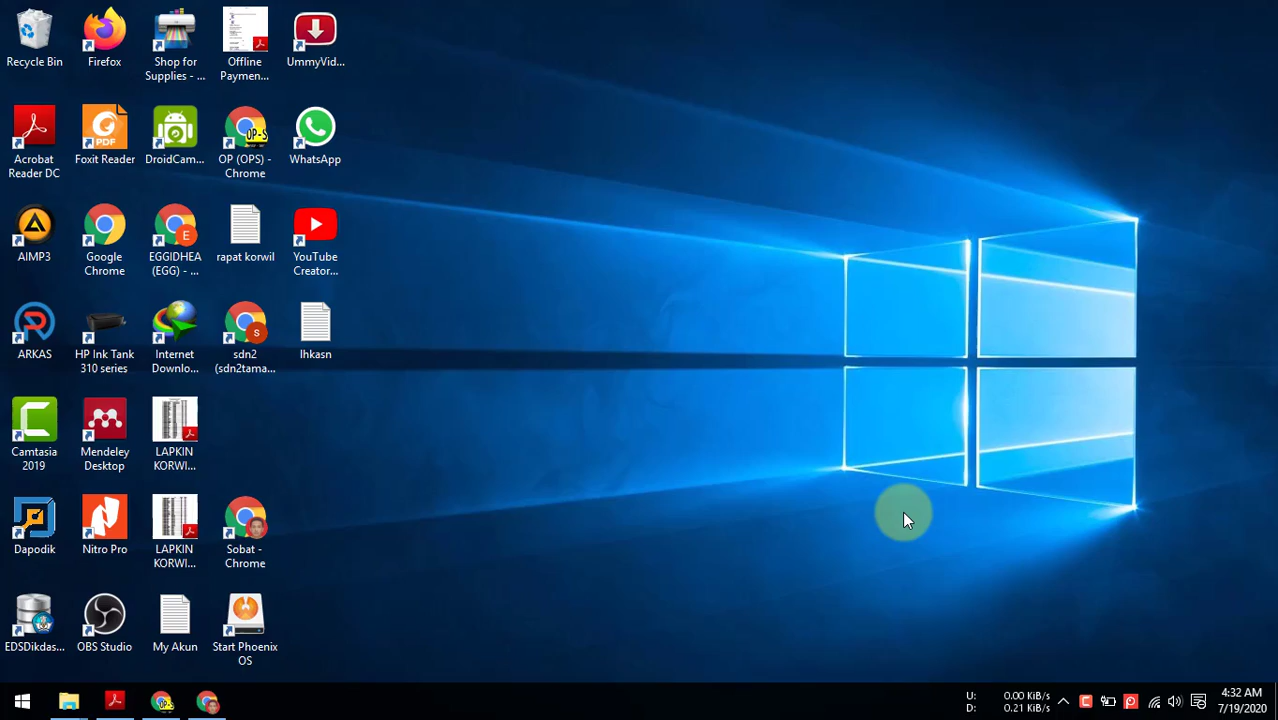 Recycle Bin
Firefox
Shop for
Supplies - ...
Offline
Paymen...
UmmyVid...
Acrobat
Reader DC
Foxit Reader
PDF
DroidCam...
OP-S
OP (OPS) -
Chrome
WhatsApp
AIMP3
Google
Chrome
E
EGGIDHEA
(EGG) - ...
rapat korwil
YouTube
Creator...
ARKAS
HP Ink Tank
310 series
Internet
Downlo...
s
sdn2
(sdn2tama...
lhkasn
Camtasia
2019
Mendeley
Desktop
LAPKIN
KORWI...
Dapodik
Nitro Pro
LAPKIN
KORWI...
Sobat -
Chrome
EDSDikdas...
OBS Studio
My Akun
Start Phoenix
OS
U: 0.00 KiB/s
D: 0.21 KiB/s
4:32 AM
7/19/2020